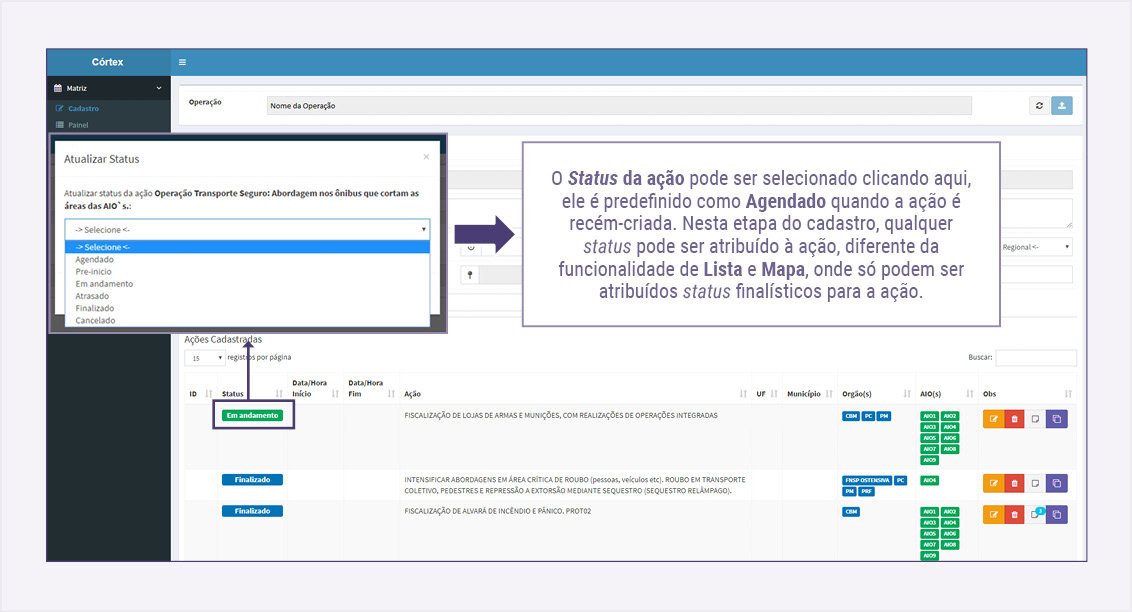 Córtex
Matriz
Cadastro
Painel
Operação
Nome da Operação
Atualizar Status
×
Atualizar status da ação Operação Transporte Seguro: Abordagem nos ônibus que cortam as
áreas das AIO`s.:
-> Selecione <-
-> Selecione <-
Agendado
Pre-inicio
Em andamento
Atrasado
Finalizado
Cancelado
O Status da ação pode ser selecionado clicando aqui,
ele é predefinido como Agendado quando a ação é
recém-criada. Nesta etapa do cadastro, qualquer
status pode ser atribuído à ação, diferente da
funcionalidade de Lista e Mapa, onde só podem ser
atribuídos status finalísticos para a ação.
Regional <-
Ações Cadastradas
15 registros por página
Buscar:
ID Status Data/Hora Início Data/Hora Fim Ação UF Município Orgão(s) AIO(s) Obs
Em andamento FISCALIZAÇÃO DE LOJAS DE ARMAS E MUNIÇÕES, COM REALIZAÇÕES DE OPERAÇÕES INTEGRADAS CBM PC PM AIO1 AIO2
AIO3 AIO4
AIO5 AIO6
AIO7 AIO8
AIO9
Finalizado INTENSIFICAR ABORDAGENS EM ÁREA CRÍTICA DE ROUBO (pessoas, veículos etc). ROUBO EM TRANSPORTE FNSP OSTENSIVA PC AIO4
COLETIVO, PEDESTRES E REPRESSÃO A EXTORSÃO MEDIANTE SEQUESTRO (SEQUESTRO RELÂMPAGO). PM PRF
Finalizado FISCALIZAÇÃO DE ALVARÁ DE INCÊNDIO E PÂNICO. PROT02 CBM AIO1 AIO2
AIO3 AIO4
AIO5 AIO6
AIO7 AIO8
AIO9